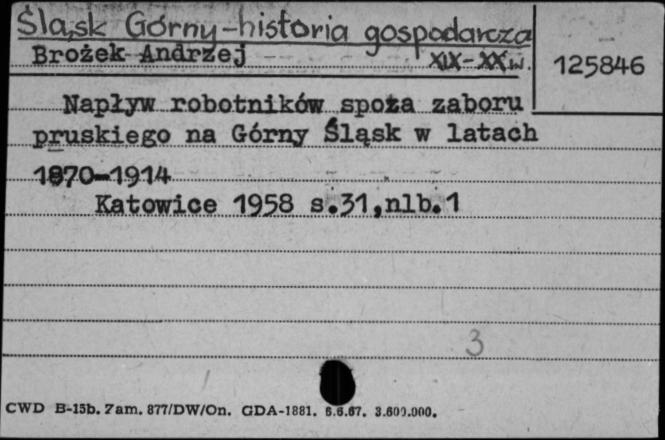 Śląsk Górny-historia gospodarcza
XIX-XX w.
Brożek Andrzej
125846
Napływ robotników spoza zaboru
pruskiego na Górny Śląsk w latach
1870-1914
Katowice 1958 s.31,nlb.1
3
CWD B-15b. Zam. 877/DW/On. GDA-1881. 6.6.67. 3.600.000.